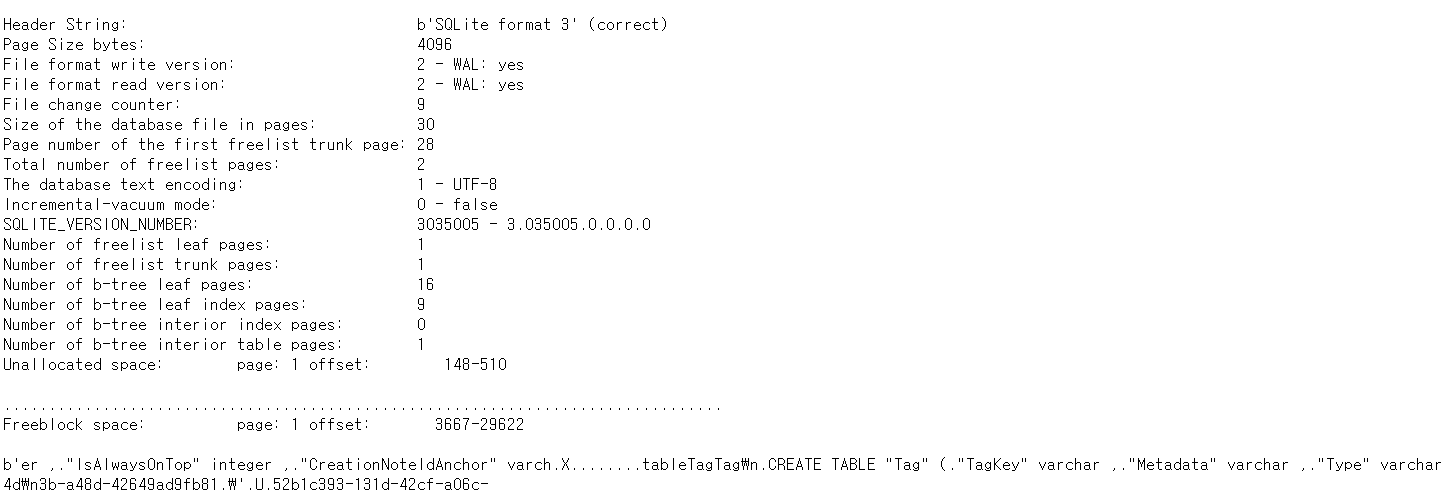 Header String: b'SQLite format 3' (correct)
Page Size bytes: 4096
File format write version: 2 - WAL: yes
File format read version: 2 - WAL: yes
File change counter: 9
Size of the database file in pages: 30
Page number of the first freelist trunk page: 28
Total number of freelist pages: 2
The database text encoding: 1 - UTF-8
Incremental-vacuum mode: 0 - false
SQLITE_VERSION_NUMBER: 3035005 - 3.035005.0.0.0.0
Number of freelist leaf pages: 1
Number of freelist trunk pages: 1
Number of b-tree leaf pages: 16
Number of b-tree leaf index pages: 9
Number of b-tree interior index pages: 0
Number of b-tree interior table pages: 1
Unallocated space: page: 1 offset: 148-510
................................................................................
Freeblock space: page: 1 offset: 3667-29622
b'er ,."IsAlwaysOnTop" integer ,."CreationNoteIdAnchor" varch.X........tableTagTag₩n.CREATE TABLE "Tag" (."TagKey" varchar ,."Metadata" varchar ,."Type" varchar
4d₩n3b-a48d-42649ad9fb81.₩'.U.52b1c393-131d-42cf-a06c-